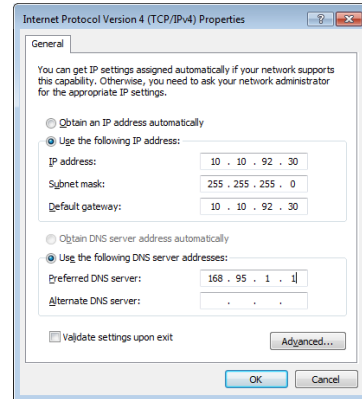 Internet Protocol Version 4 (TCP/IPv4) Properties
General
You can get IP settings assigned automatically if your network supports
this capability. Otherwise, you need to ask your network administrator
for the appropriate IP settings.
Obtain an IP address automatically
Use the following IP address:
IP address: 10 . 10 . 92 . 30
Subnet mask: 255 . 255 . 255 . 0
Default gateway: 10 . 10 . 92 . 30
Obtain DNS server address automatically
Use the following DNS server addresses:
Preferred DNS server: 168 . 95 . 1 . 1
Alternate DNS server: . . .
Validate settings upon exit
Advanced...
OK Cancel